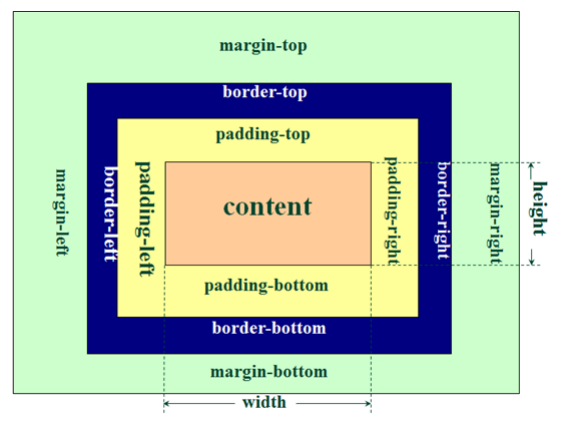 margin-top
border-top
padding-top
margin-left
border-left
padding-left
content
padding-right
border-right
margin-right
height
padding-bottom
border-bottom
margin-bottom
width